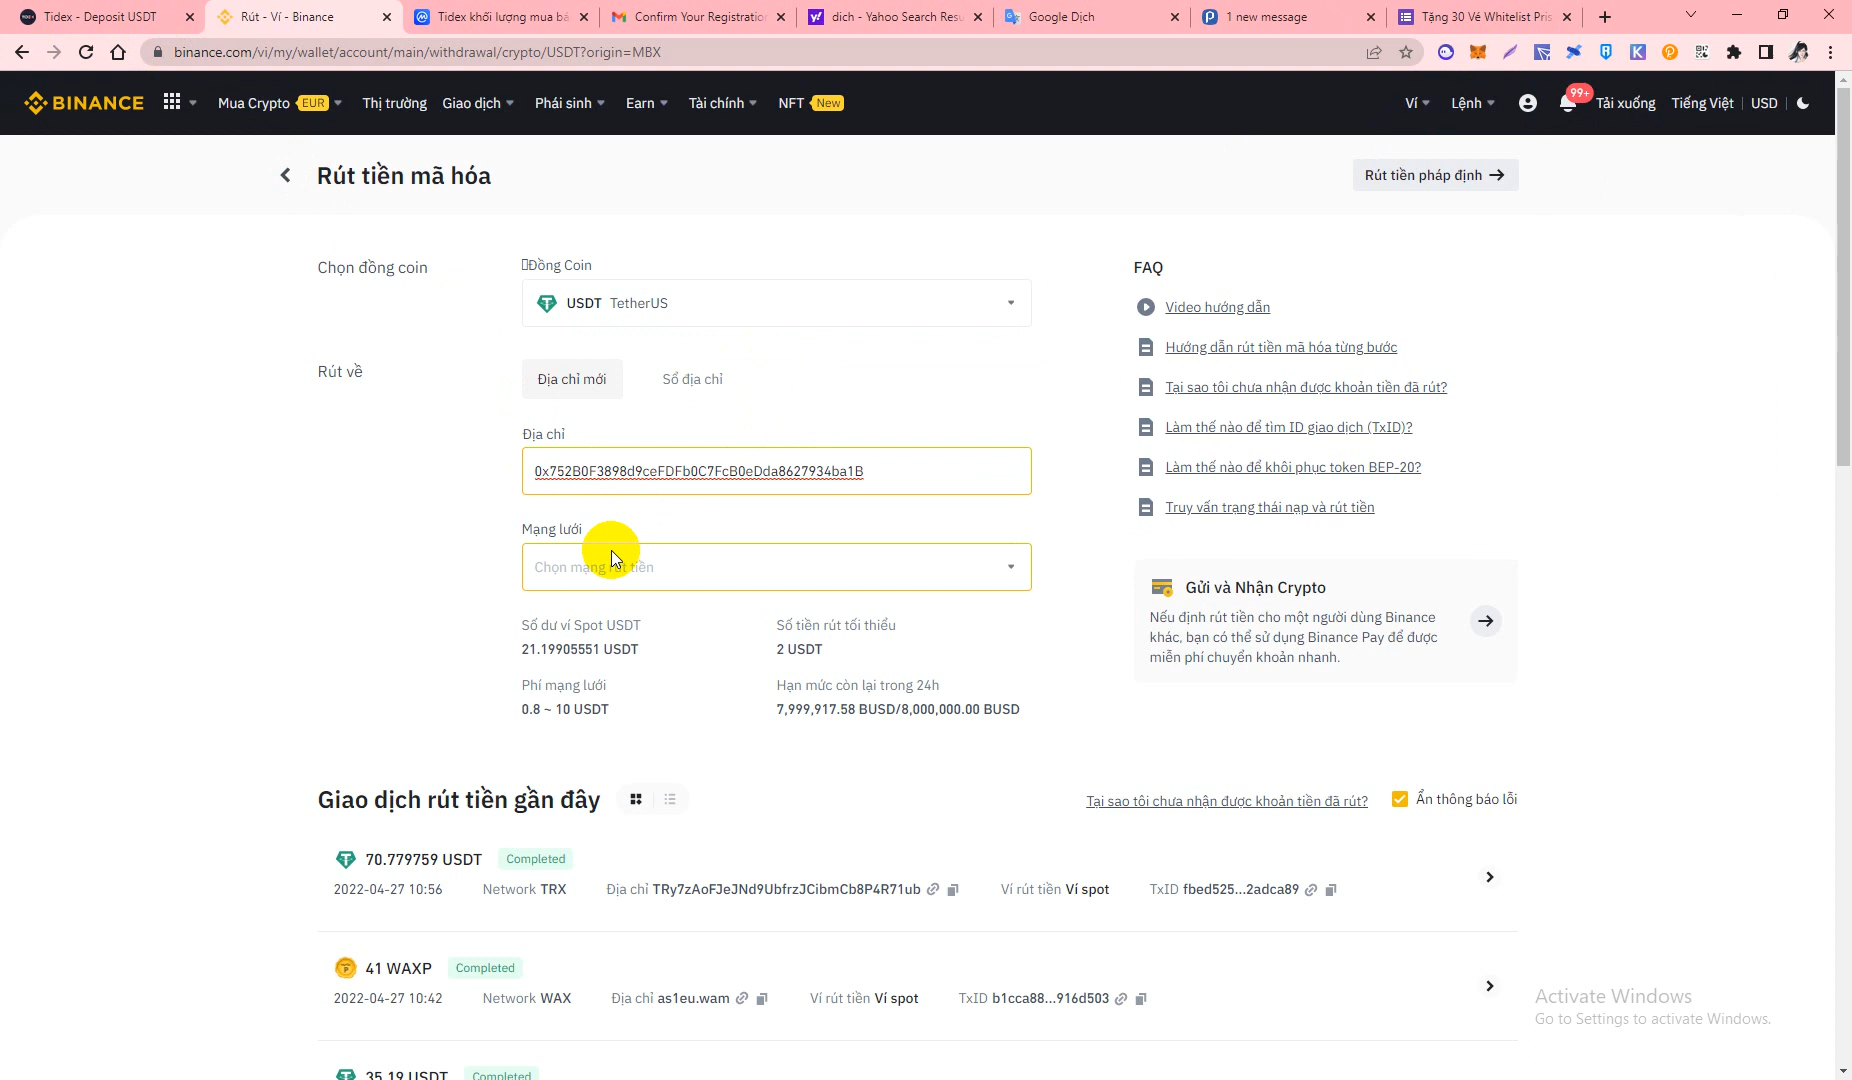 Tidex - Deposit USDT
Rút - Ví - Binance
Tidex khối lượng mua bá
Confirm Your Registration
dich - Yahoo Search Resu
Google Dịch
1 new message
Tặng 30 Vé Whitelist Pris
binance.com/vi/my/wallet/account/main/withdrawal/crypto/USDT?origin=MBX
BINANCE
Mua Crypto EUR
Thị trường
Giao dịch
Phái sinh
Earn
Tài chính
NFT New
Ví
Lệnh
99+
Tải xuống
Tiếng Việt
USD
Rút tiền mã hóa
Rút tiền pháp định
Chọn đồng coin
Đồng Coin
USDT TetherUS
Rút về
Địa chỉ mới
Sổ địa chỉ
Địa chỉ
0x752B0F3898d9ceFDFb0C7FcB0eDda8627934ba1B
Mạng lưới
Chọn mạng rút tiền
Số dư ví Spot USDT
21.19905551 USDT
Số tiền rút tối thiểu
2 USDT
Phí mạng lưới
0.8 ~ 10 USDT
Hạn mức còn lại trong 24h
7,999,917.58 BUSD/8,000,000.00 BUSD
FAQ
Video hướng dẫn
Hướng dẫn rút tiền mã hóa từng bước
Tại sao tôi chưa nhận được khoản tiền đã rút?
Làm thế nào để tìm ID giao dịch (TxID)?
Làm thế nào để khôi phục token BEP-20?
Truy vấn trạng thái nạp và rút tiền
Gửi và Nhận Crypto
Nếu định rút tiền cho một người dùng Binance
khác, bạn có thể sử dụng Binance Pay để được
miễn phí chuyển khoản nhanh.
Giao dịch rút tiền gần đây
Tại sao tôi chưa nhận được khoản tiền đã rút?
Ẩn thông báo lỗi
70.779759 USDT Completed
2022-04-27 10:56 Network TRX Địa chỉ TRy7zAoFJeJNd9UbfrzJCibmCb8P4R71ub Ví rút tiền Ví spot TxID fbed525...2adca89
41 WAXP Completed
2022-04-27 10:42 Network WAX Địa chỉ as1eu.wam Ví rút tiền Ví spot TxID b1cca88...916d503
35.19 USDT Completed
Activate Windows
Go to Settings to activate Windows.